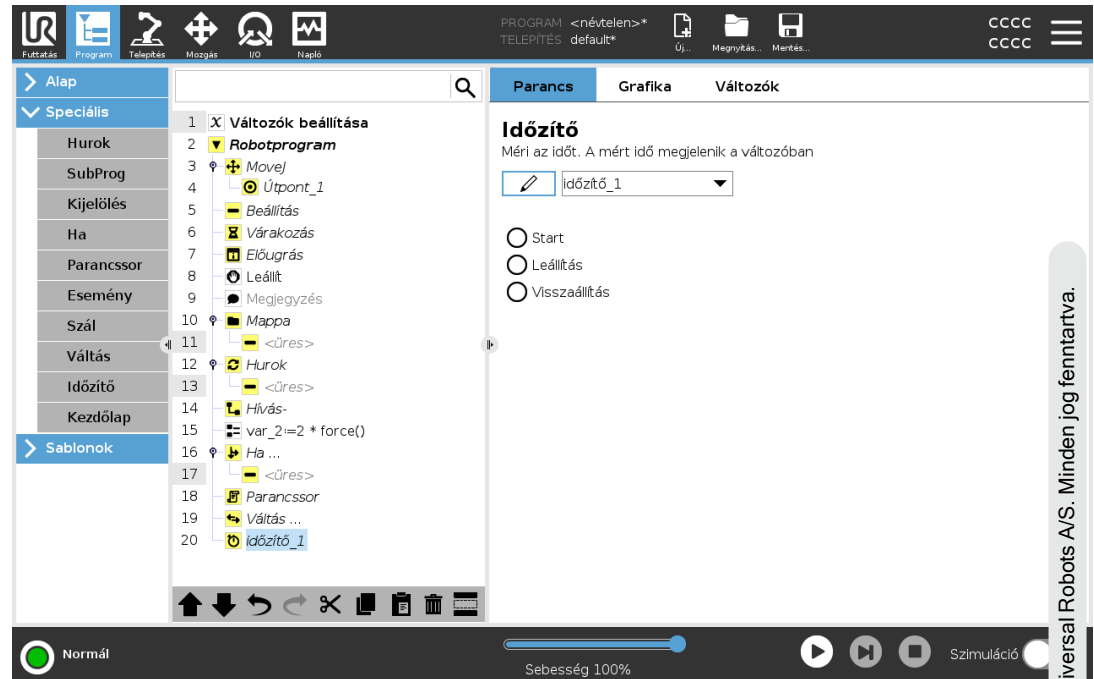 PROGRAM <névtelen>*
TELEPÍTÉS default*
CCCC
CCCC
Futtatás
Program
Telepítés
Mozgás
I/O
Napló
Új...
Megnyitás...
Mentés...
Alap
Speciális
Hurok
SubProg
Kijelölés
Ha
Parancssor
Esemény
Szál
Váltás
Időzítő
Kezdőlap
Sablonok
1 X Változók beállítása
2 Robotprogram
3 MoveJ
4 Útpont_1
5 Beállítás
6 Várakozás
7 Előugrás
8 Leállít
9 Megjegyzés
10 Mappa
11 <üres>
12 Hurok
13 <üres>
14 Hívás-
15 var_2≔2 * force()
16 Ha ...
17 <üres>
18 Parancssor
19 Váltás ...
20 időzítő_1
Parancs
Grafika
Változók
Időzítő
Méri az időt. A mért idő megjelenik a változóban
időzítő_1
Start
Leállítás
Visszaállítás
iversal Robots A/S. Minden jog fenntartva.
Normál
Sebesség 100%
Szimuláció